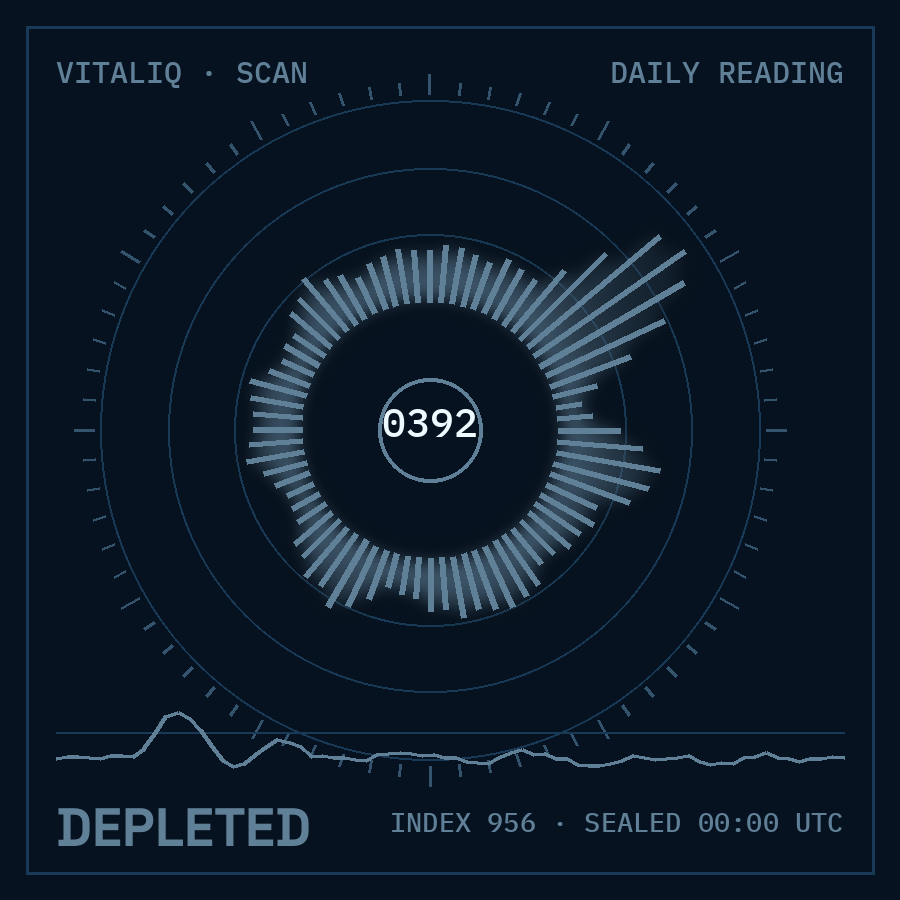 VITALIQ · SCAN
DAILY READING
0392
DEPLETED
INDEX 956 · SEALED 00:00 UTC